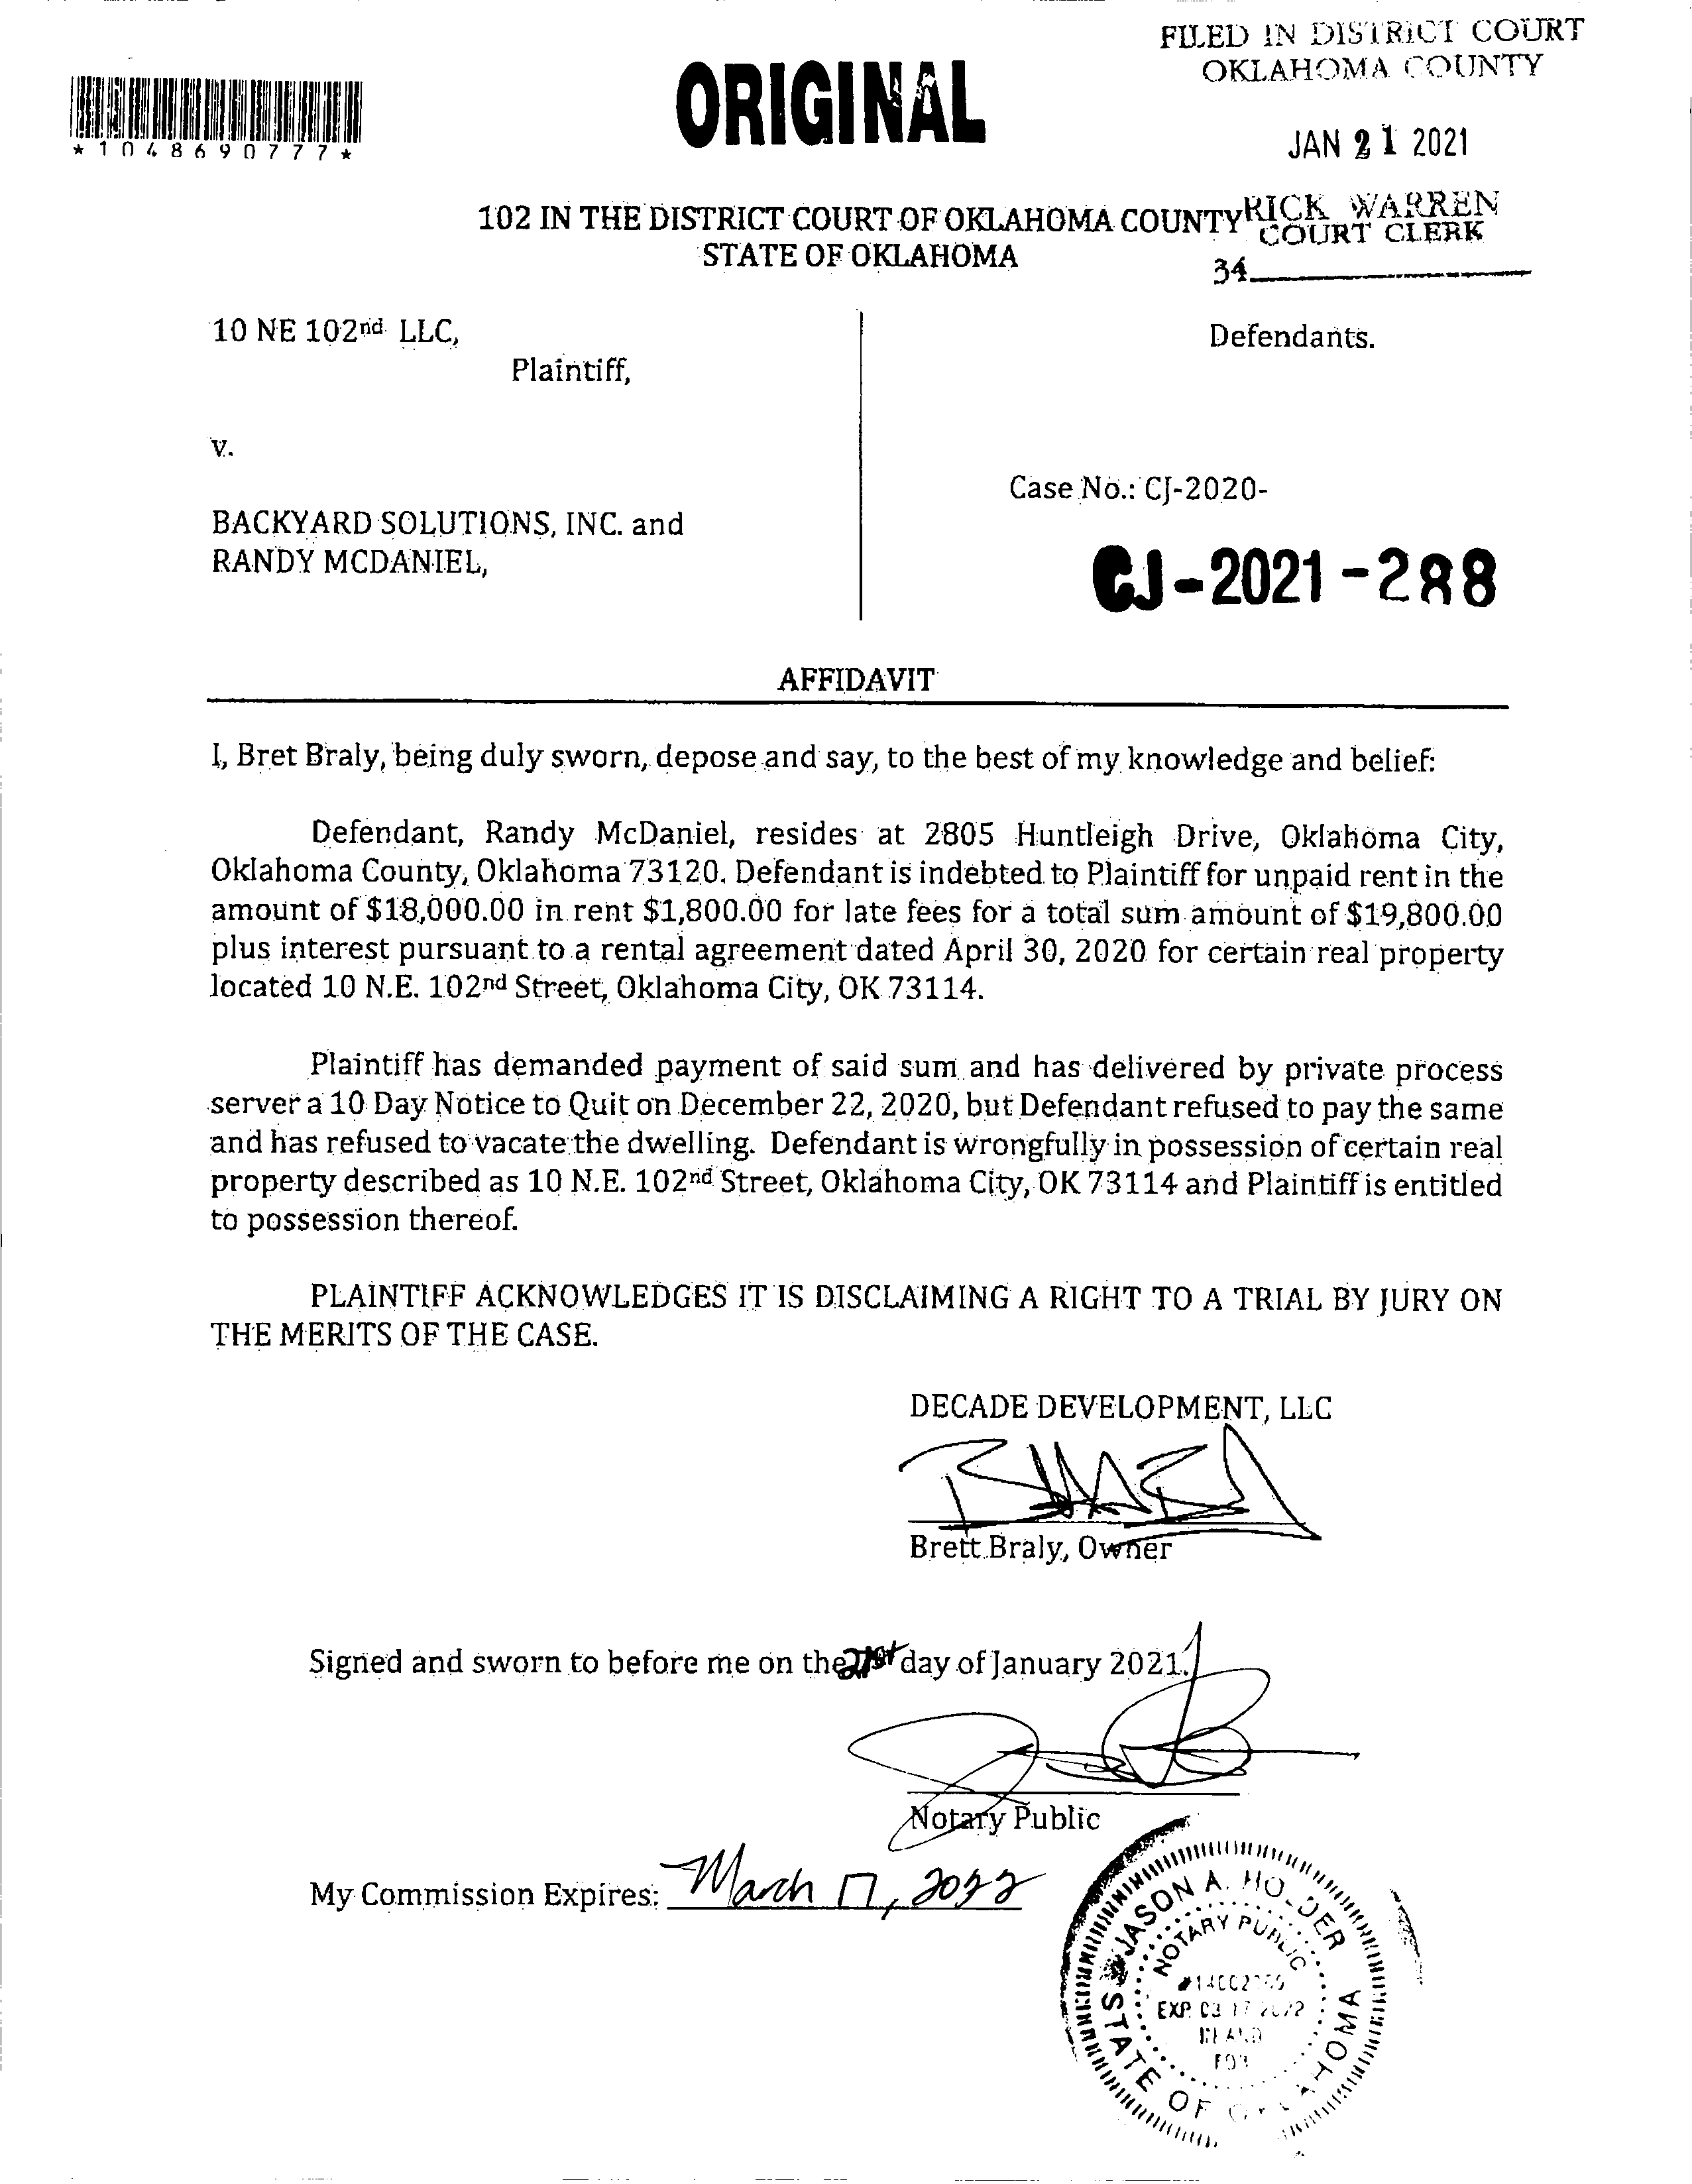 FILED IN DISTRICT COURT
OKLAHOMA COUNTY
ORIGINAL
*1048690777*
JAN 21 2021
102 IN THE DISTRICT COURT OF OKLAHOMA COUNTY
STATE OF OKLAHOMA
RICK WARREN
COURT CLERK
34
10 NE 102nd LLC,
Plaintiff,
v.
BACKYARD SOLUTIONS, INC. and
RANDY MCDANIEL,
Defendants.
Case No.: CJ-2020-
CJ-2021-288
AFFIDAVIT
I, Bret Braly, being duly sworn, depose and say, to the best of my knowledge and belief:
Defendant, Randy McDaniel, resides at 2805 Huntleigh Drive, Oklahoma City,
Oklahoma County, Oklahoma 73120. Defendant is indebted to Plaintiff for unpaid rent in the
amount of $18,000.00 in rent $1,800.00 for late fees for a total sum amount of $19,800.00
plus interest pursuant to a rental agreement dated April 30, 2020 for certain real property
located 10 N.E. 102nd Street, Oklahoma City, OK 73114.
Plaintiff has demanded payment of said sum and has delivered by private process
server a 10 Day Notice to Quit on December 22, 2020, but Defendant refused to pay the same
and has refused to vacate the dwelling. Defendant is wrongfully in possession of certain real
property described as 10 N.E. 102nd Street, Oklahoma City, OK 73114 and Plaintiff is entitled
to possession thereof.
PLAINTIFF ACKNOWLEDGES IT IS DISCLAIMING A RIGHT TO A TRIAL BY JURY ON
THE MERITS OF THE CASE.
DECADE DEVELOPMENT, LLC
Brett Braly, Owner
Signed and sworn to before me on the 21st day of January 2021.
Notary Public
My Commission Expires: March 17, 2022
JASON A. HOLDER
NOTARY PUBLIC
EXP. 03 17 2022
IN AND
FOR
STATE OF OKLAHOMA